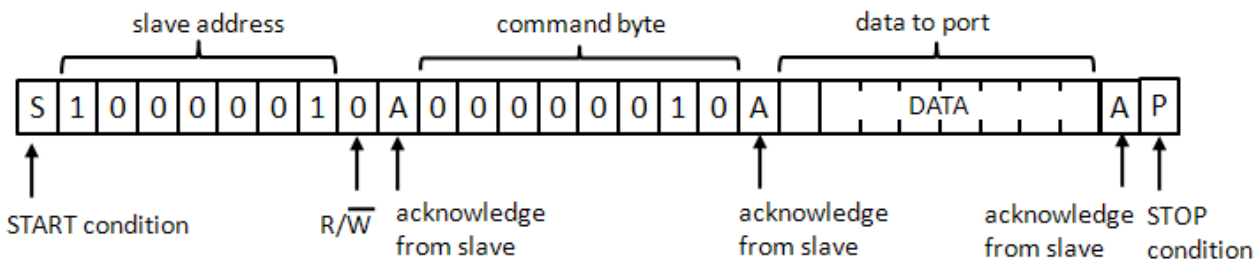 slave address command byte data to port
S 1 0 0 0 0 0 1 0 A 0 0 0 0 0 0 1 0 A DATA A P
START condition R/W̅ acknowledge from slave acknowledge from slave acknowledge from slave STOP condition